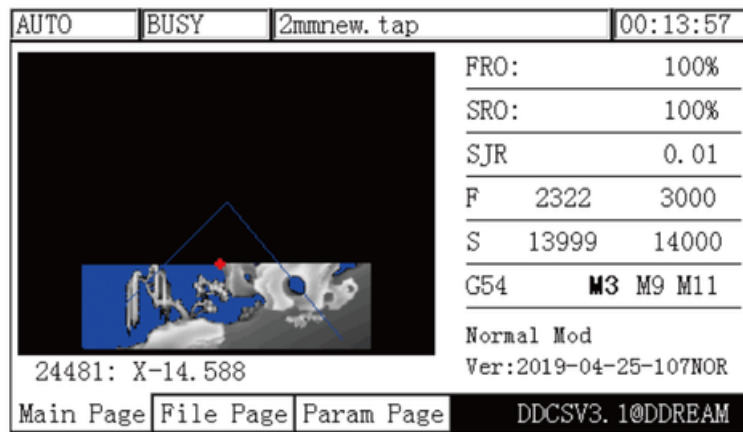 AUTO BUSY 2mmnew.tap 00:13:57
FRO: 100%
SRO: 100%
SJR 0.01
F 2322 3000
S 13999 14000
G54 M3 M9 M11
Normal Mod
Ver:2019-04-25-107NOR
24481: X-14.588
Main Page File Page Param Page DDCSV3.1@DDREAM